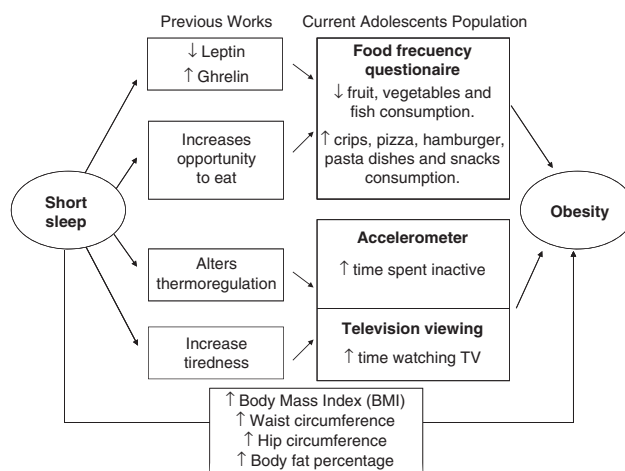 Previous Works
Current Adolescents Population
↓ Leptin
↑ Ghrelin
Food frecuency
questionaire
↓ fruit, vegetables and
fish consumption.
↑ crips, pizza, hamburger,
pasta dishes and snacks
consumption.
Increases
opportunity
to eat
Short
sleep
Obesity
Alters
thermoregulation
Accelerometer
↑ time spent inactive
Increase
tiredness
Television viewing
↑ time watching TV
↑ Body Mass Index (BMI)
↑ Waist circumference
↑ Hip circumference
↑ Body fat percentage